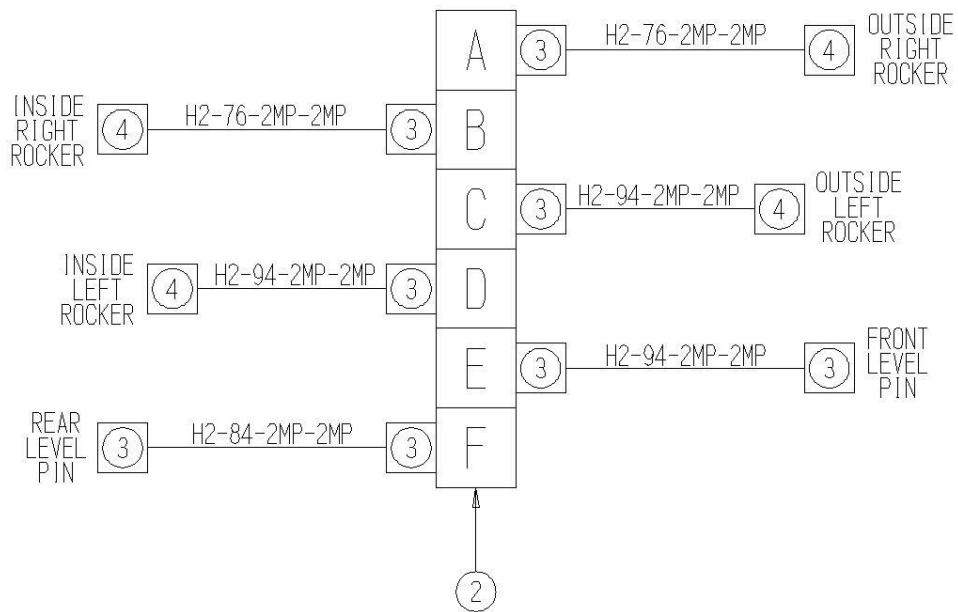 A
3
H2-76-2MP-2MP
4
OUTSIDE
RIGHT
ROCKER
INSIDE
RIGHT
ROCKER
4
H2-76-2MP-2MP
3
B
C
3
H2-94-2MP-2MP
4
OUTSIDE
LEFT
ROCKER
INSIDE
LEFT
ROCKER
4
H2-94-2MP-2MP
3
D
E
3
H2-94-2MP-2MP
3
FRONT
LEVEL
PIN
REAR
LEVEL
PIN
3
H2-84-2MP-2MP
3
F
2